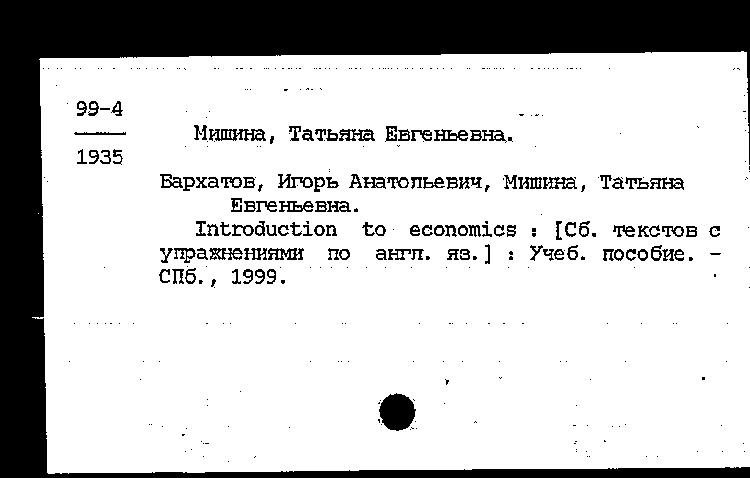 99-4
Мишина, Татьяна Евгеньевна.
1935
Бархатов, Игорь Анатольевич, Мишина, Татьяна
Евгеньевна.
Introduction to economics : [Сб. текстов с
упражнениями по англ. яз.] : Учеб. пособие. –
СПб., 1999.